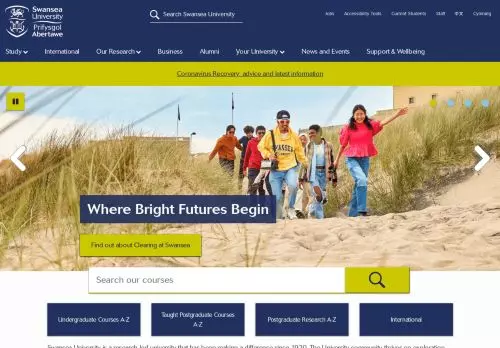 Swansea
University
Prifysgol
Abertawe
Search Swansea University
Jobs
Accessibility Tools
Current Students
Staff
中文
Cymraeg
Study
International
Our Research
Business
Alumni
Your University
News and Events
Support & Wellbeing
Coronavirus Recovery advice and latest information
SWANSEA
Where Bright Futures Begin
Find out about Clearing at Swansea
Search our courses
Undergraduate Courses A-Z
Taught Postgraduate Courses
A-Z
Postgraduate Research A-Z
International
Swansea University is a research-led university that has been making a difference since 1920. The University community thrives on exploration